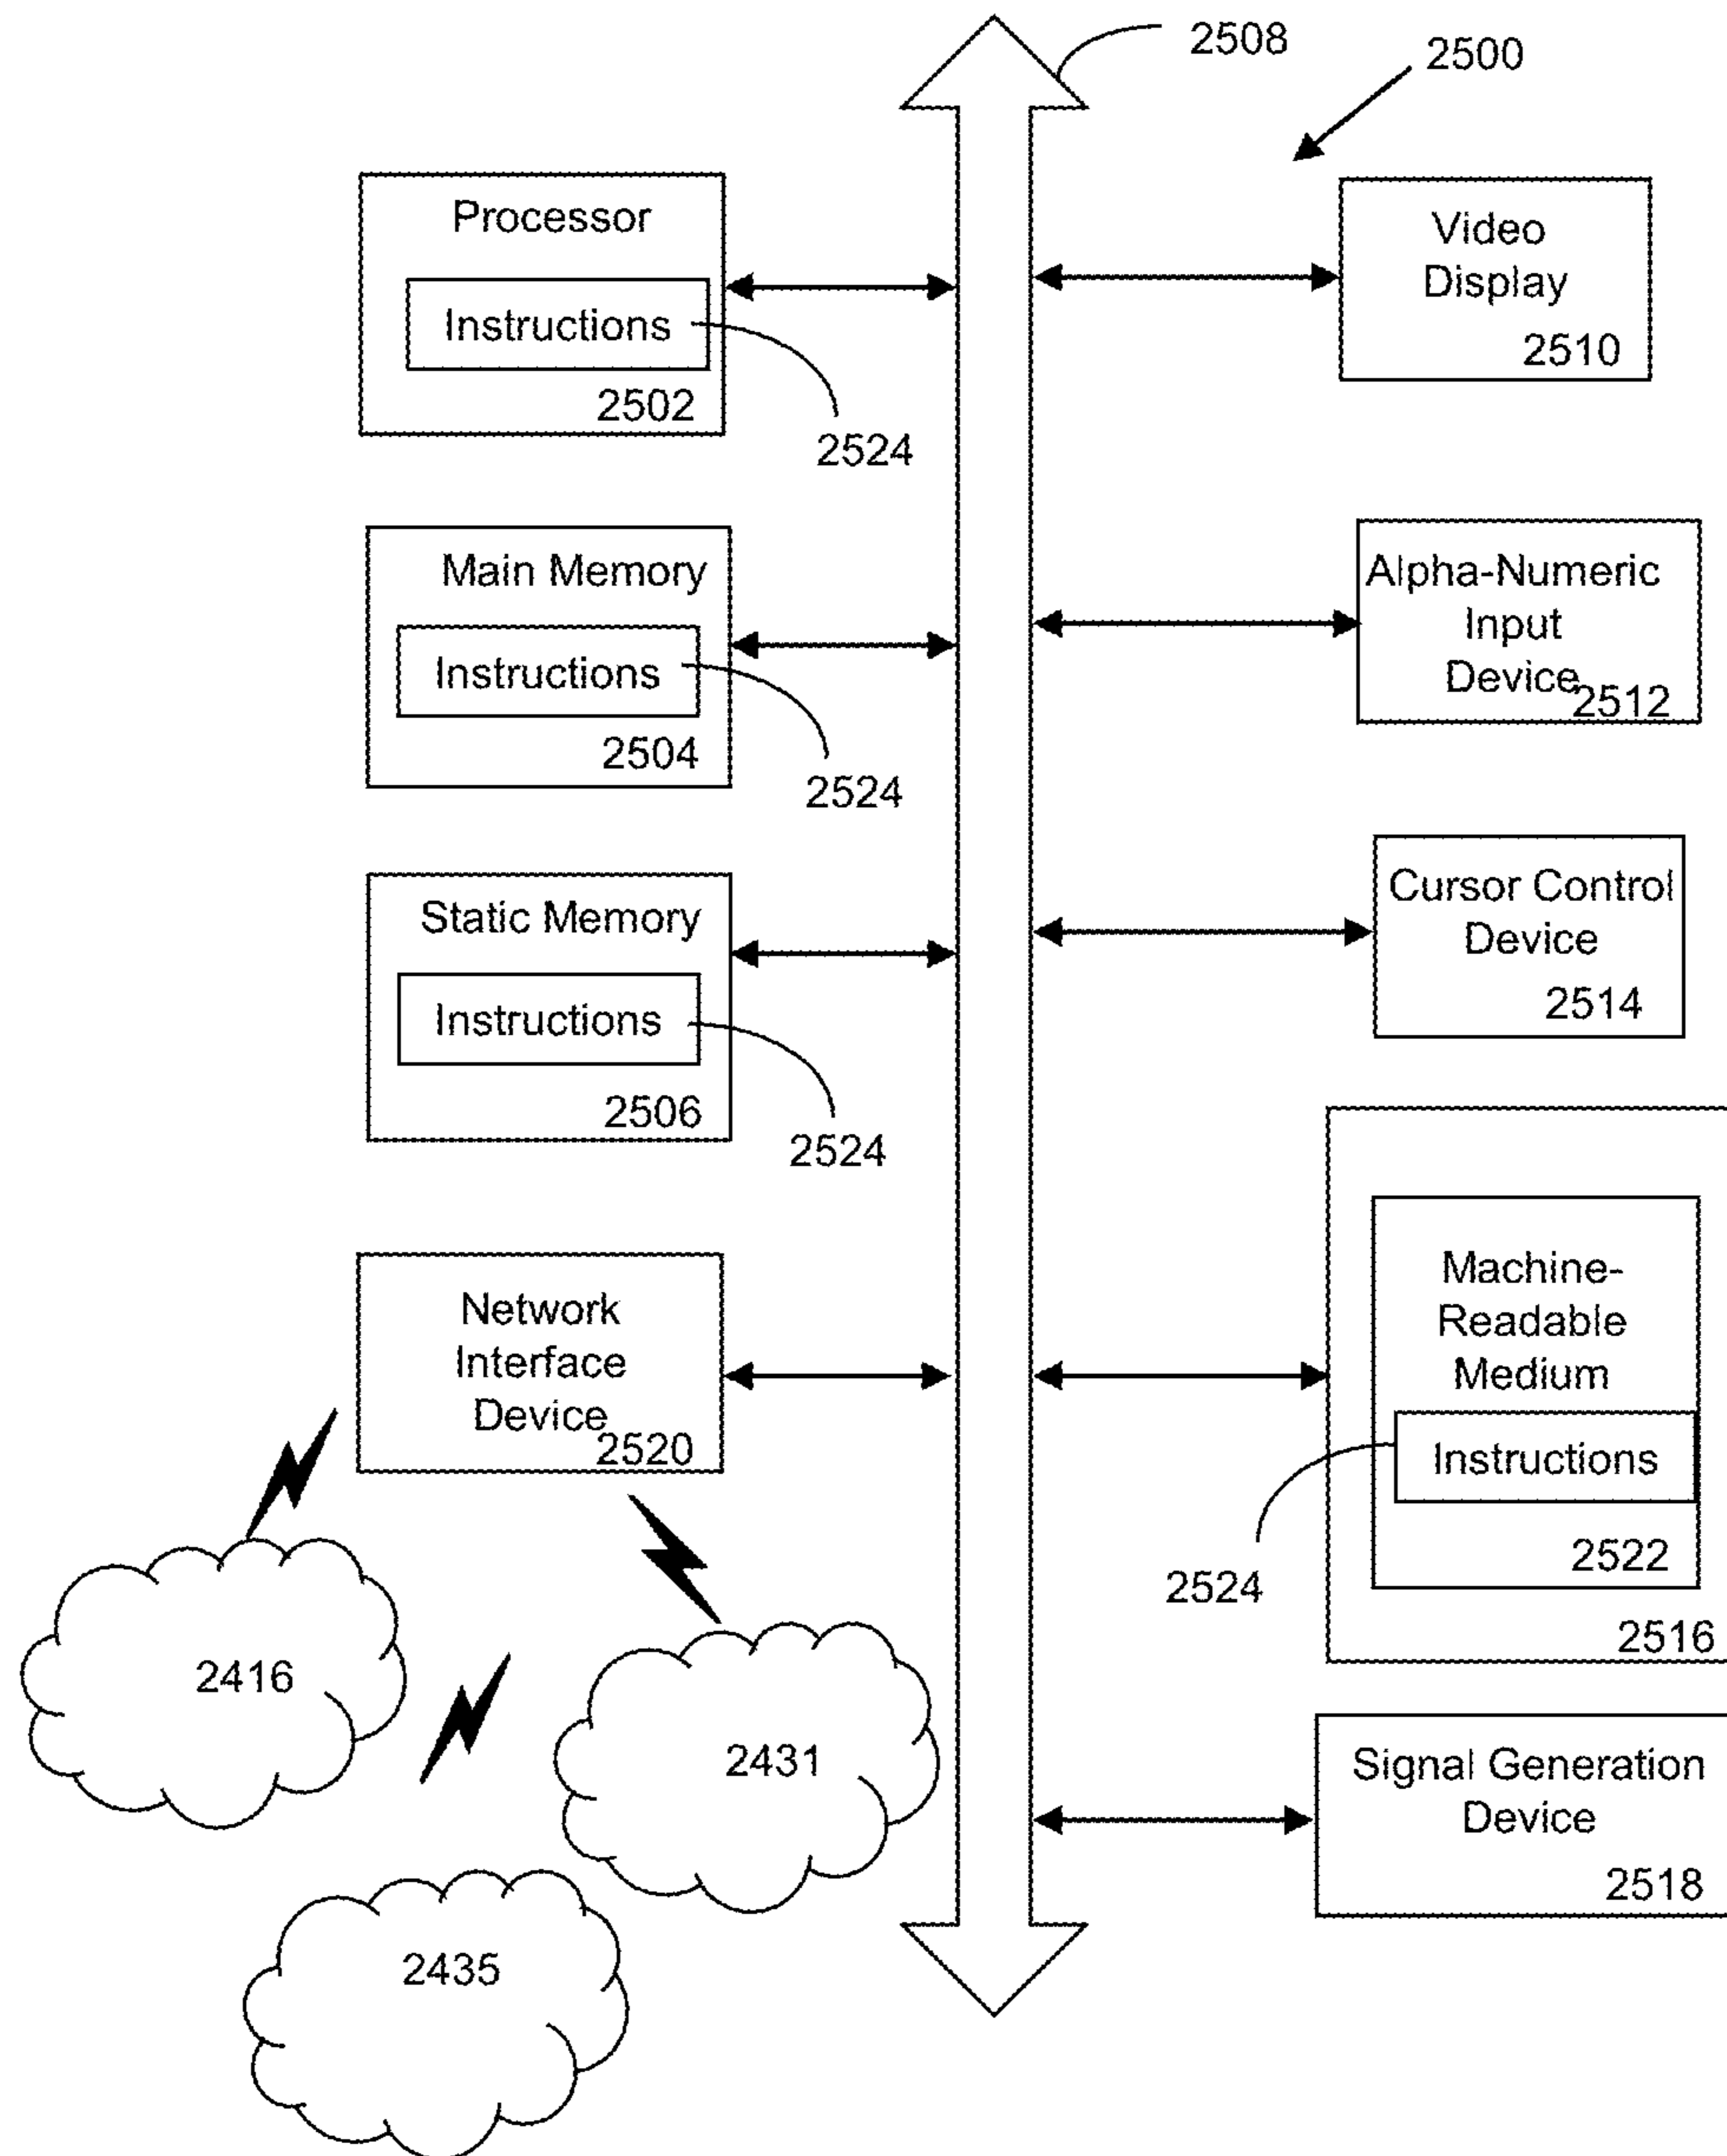 2508
2500
Processor
Instructions
2502
2524
Main Memory
Instructions
2504
2524
Static Memory
Instructions
2506
2524
Network
Interface
Device
2520
2416
2431
2435
Video
Display
2510
Alpha-Numeric
Input
Device
2512
Cursor Control
Device
2514
Machine-
Readable
Medium
Instructions
2524
2522
2516
Signal Generation
Device
2518